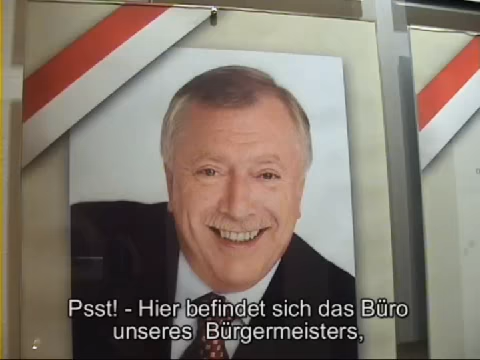 Psst! - Hier befindet sich das Büro
unseres Bürgermeisters,